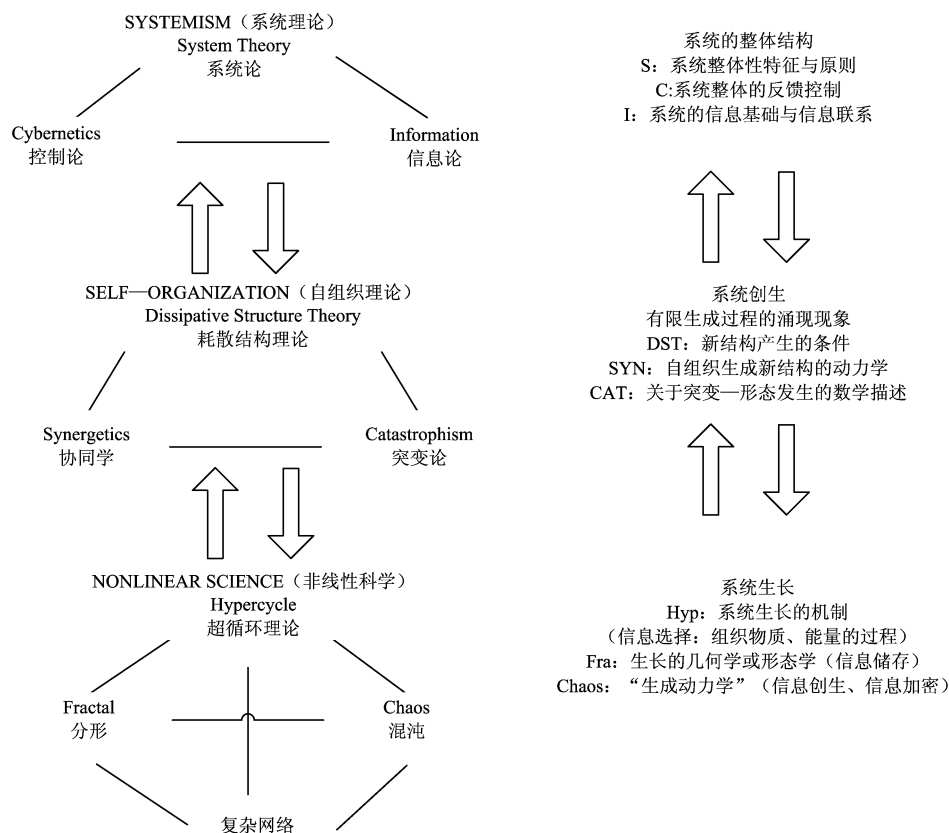 SYSTEMISM（系统理论）
System Theory
系统论
Cybernetics
控制论
Information
信息论
SELF—ORGANIZATION（自组织理论）
Dissipative Structure Theory
耗散结构理论
Synergetics
协同学
Catastrophism
突变论
NONLINEAR SCIENCE（非线性科学）
Hypercycle
超循环理论
Fractal
分形
Chaos
混沌
复杂网络
系统的整体结构
S：系统整体性特征与原则
C:系统整体的反馈控制
I：系统的信息基础与信息联系
系统创生
有限生成过程的涌现现象
DST：新结构产生的条件
SYN：自组织生成新结构的动力学
CAT：关于突变—形态发生的数学描述
系统生长
Hyp：系统生长的机制
（信息选择：组织物质、能量的过程）
Fra：生长的几何学或形态学（信息储存）
Chaos：“生成动力学”（信息创生、信息加密）